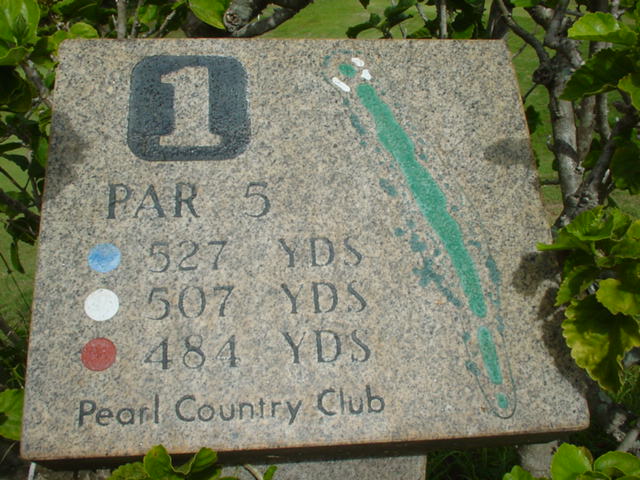 1
PAR 5
527 YDS
507 YDS
484 YDS
Pearl Country Club